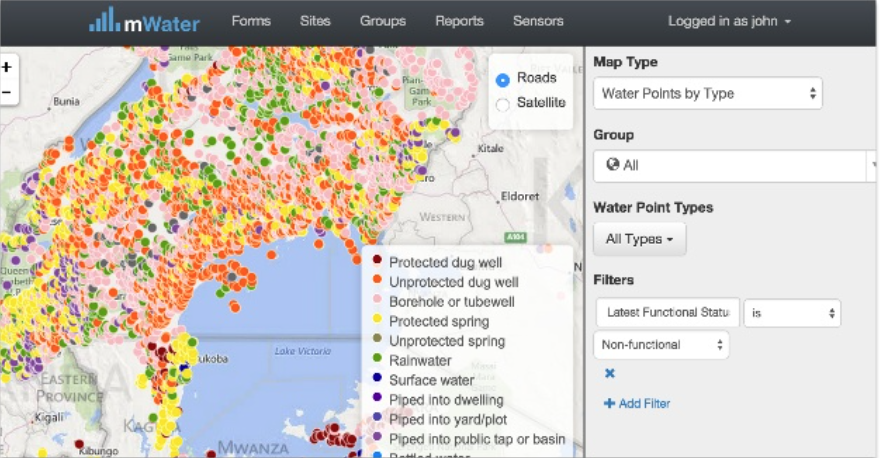 mWater
Forms
Sites
Groups
Reports
Sensors
Logged in as john
+
−
Game Park
Bunia
Pian-
Gam
Park
Kitale
Eldoret
WESTERN
A104
Queen
Lake Victoria
ukoba
EASTERN
PROVINCE
Kigali
Kibungo
MWANZA
N
Roads
Satellite
Protected dug well
Unprotected dug well
Borehole or tubewell
Protected spring
Unprotected spring
Rainwater
Surface water
Piped into dwelling
Piped into yard/plot
Piped into public tap or basin
Bottled water
Map Type
Water Points by Type
Group
All
Water Point Types
All Types
Filters
Latest Functional Statu
is
Non-functional
×
+ Add Filter